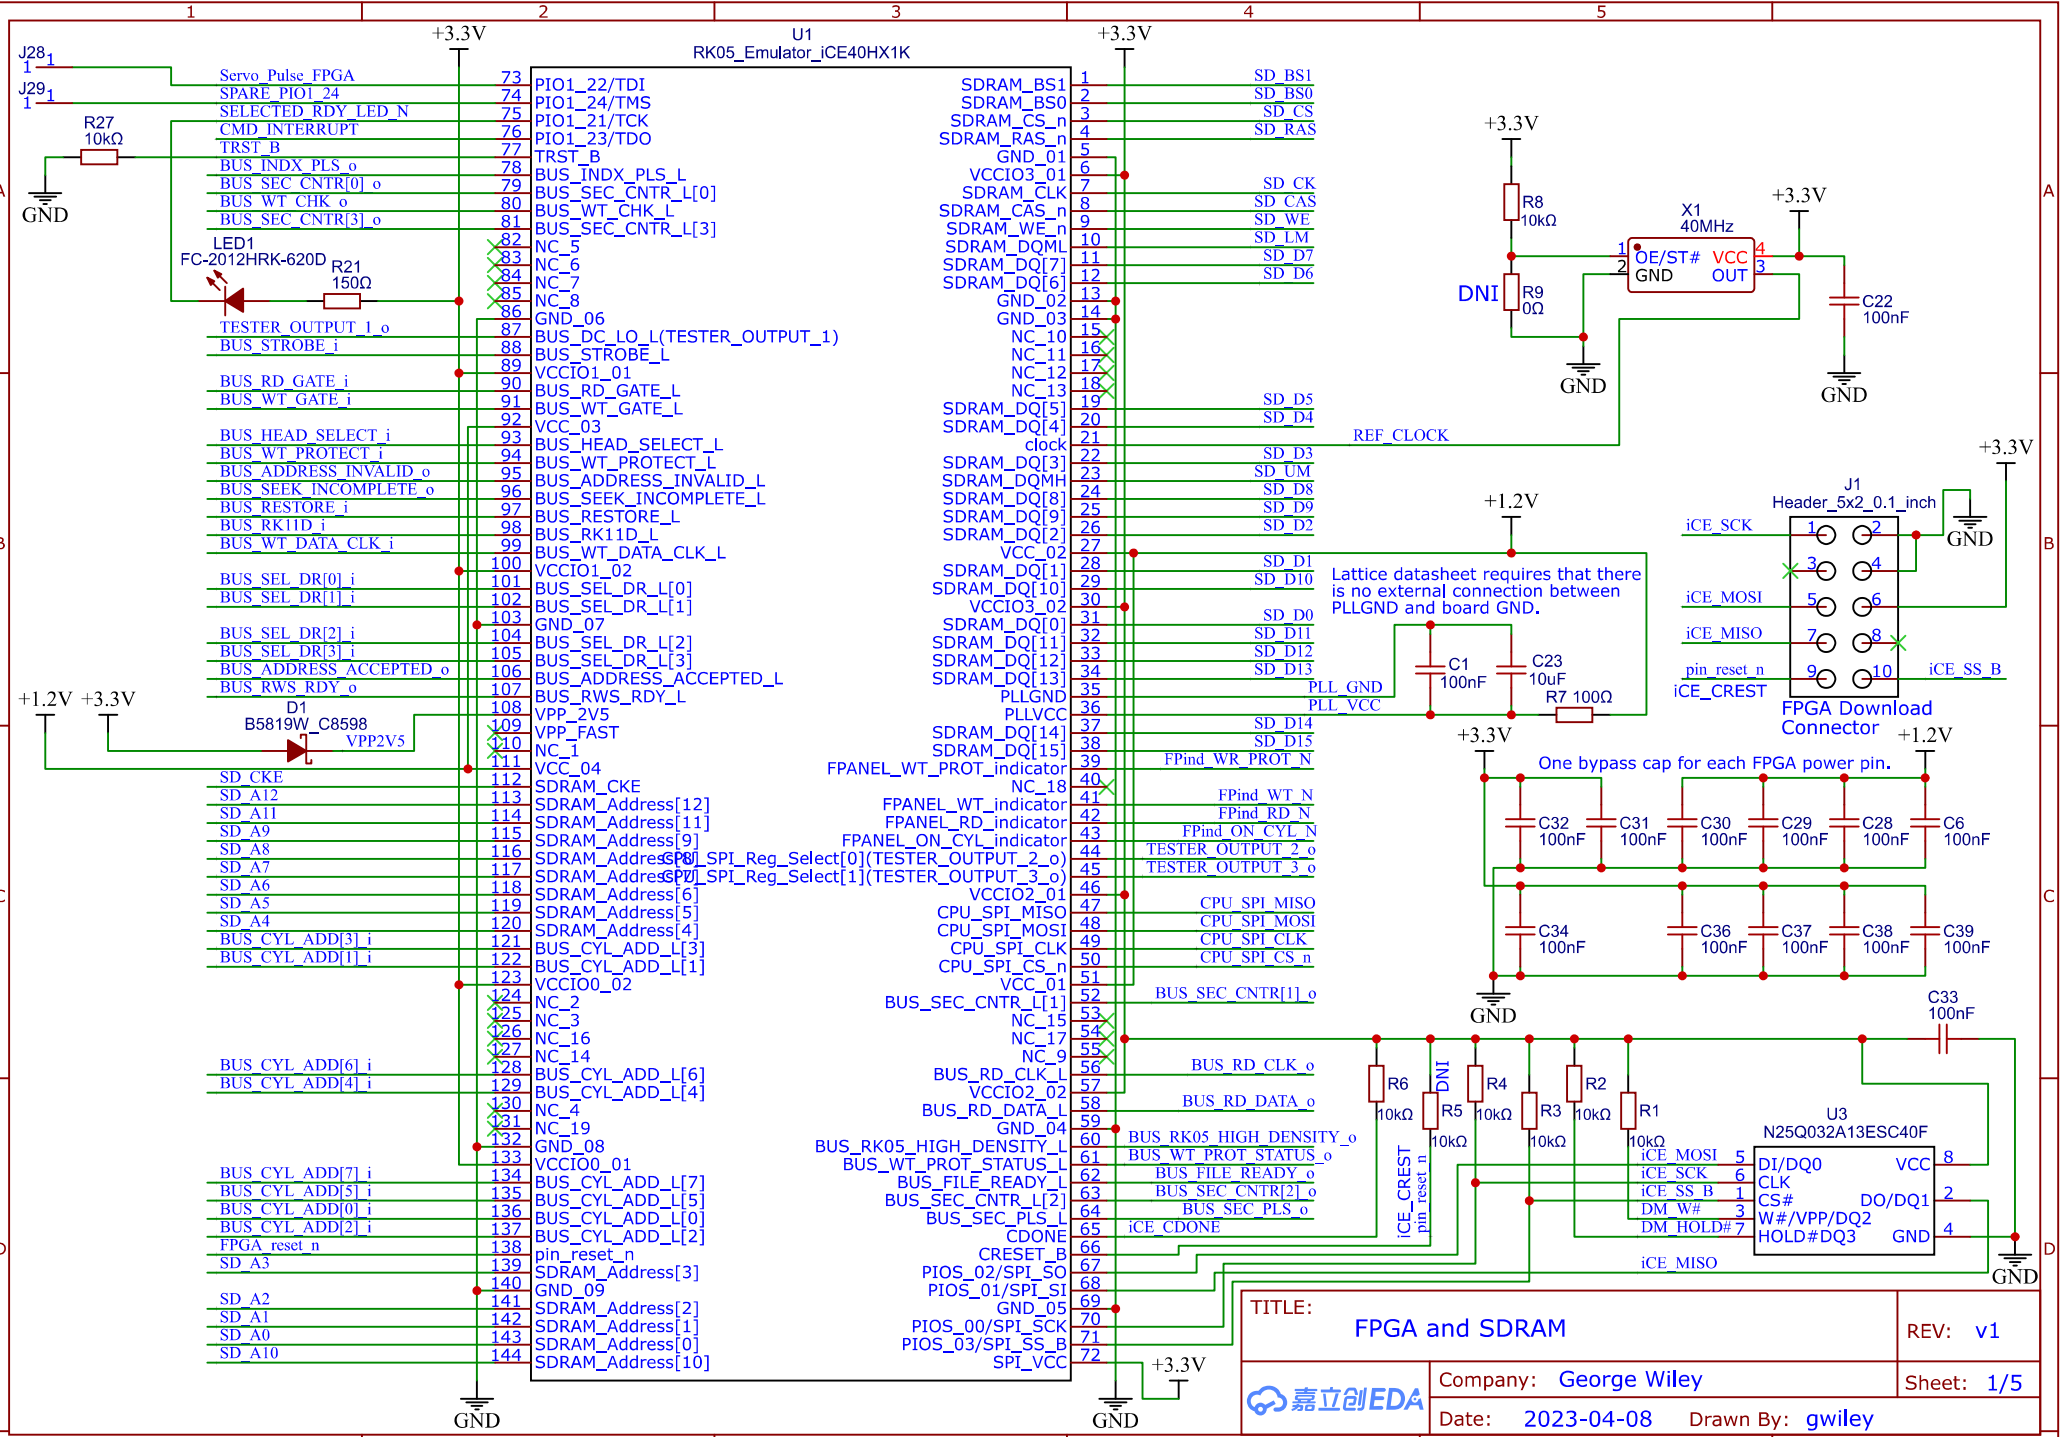 1 2 3 4 5
A B C D
A B C D
J28 1
1
J29 1
1
+3.3V
R27
10kΩ
GND
LED1
FC-2012HRK-620D
R21
150Ω
+1.2V +3.3V
D1
B5819W_C8598
VPP2V5
U1
RK05_Emulator_iCE40HX1K
Servo_Pulse_FPGA 73 PIO1_22/TDI
SPARE_PIO1_24 74 PIO1_24/TMS
SELECTED_RDY_LED_N 75 PIO1_21/TCK
CMD_INTERRUPT 76 PIO1_23/TDO
TRST_B 77 TRST_B
BUS_INDX_PLS_o 78 BUS_INDX_PLS_L
BUS_SEC_CNTR[0]_o 79 BUS_SEC_CNTR_L[0]
BUS_WT_CHK_o 80 BUS_WT_CHK_L
BUS_SEC_CNTR[3]_o 81 BUS_SEC_CNTR_L[3]
82 NC_5
83 NC_6
84 NC_7
85 NC_8
86 GND_06
TESTER_OUTPUT_1_o 87 BUS_DC_LO_L(TESTER_OUTPUT_1)
BUS_STROBE_i 88 BUS_STROBE_L
89 VCCIO1_01
BUS_RD_GATE_i 90 BUS_RD_GATE_L
BUS_WT_GATE_i 91 BUS_WT_GATE_L
92 VCC_03
BUS_HEAD_SELECT_i 93 BUS_HEAD_SELECT_L
BUS_WT_PROTECT_i 94 BUS_WT_PROTECT_L
BUS_ADDRESS_INVALID_o 95 BUS_ADDRESS_INVALID_L
BUS_SEEK_INCOMPLETE_o 96 BUS_SEEK_INCOMPLETE_L
BUS_RESTORE_i 97 BUS_RESTORE_L
BUS_RK11D_i 98 BUS_RK11D_L
BUS_WT_DATA_CLK_i 99 BUS_WT_DATA_CLK_L
100 VCCIO1_02
BUS_SEL_DR[0]_i 101 BUS_SEL_DR_L[0]
BUS_SEL_DR[1]_i 102 BUS_SEL_DR_L[1]
103 GND_07
BUS_SEL_DR[2]_i 104 BUS_SEL_DR_L[2]
BUS_SEL_DR[3]_i 105 BUS_SEL_DR_L[3]
BUS_ADDRESS_ACCEPTED_o 106 BUS_ADDRESS_ACCEPTED_L
BUS_RWS_RDY_o 107 BUS_RWS_RDY_L
108 VPP_2V5
109 VPP_FAST
110 NC_1
111 VCC_04
SD_CKE 112 SDRAM_CKE
SD_A12 113 SDRAM_Address[12]
SD_A11 114 SDRAM_Address[11]
SD_A9 115 SDRAM_Address[9]
SD_A8 116 SDRAM_Address[8]
SD_A7 117 SDRAM_Address[7]
SD_A6 118 SDRAM_Address[6]
SD_A5 119 SDRAM_Address[5]
SD_A4 120 SDRAM_Address[4]
BUS_CYL_ADD[3]_i 121 BUS_CYL_ADD_L[3]
BUS_CYL_ADD[1]_i 122 BUS_CYL_ADD_L[1]
123 VCCIO0_02
124 NC_2
125 NC_3
126 NC_16
127 NC_14
BUS_CYL_ADD[6]_i 128 BUS_CYL_ADD_L[6]
BUS_CYL_ADD[4]_i 129 BUS_CYL_ADD_L[4]
130 NC_4
131 NC_19
132 GND_08
133 VCCIO0_01
BUS_CYL_ADD[7]_i 134 BUS_CYL_ADD_L[7]
BUS_CYL_ADD[5]_i 135 BUS_CYL_ADD_L[5]
BUS_CYL_ADD[0]_i 136 BUS_CYL_ADD_L[0]
BUS_CYL_ADD[2]_i 137 BUS_CYL_ADD_L[2]
FPGA_reset_n 138 pin_reset_n
SD_A3 139 SDRAM_Address[3]
140 GND_09
SD_A2 141 SDRAM_Address[2]
SD_A1 142 SDRAM_Address[1]
SD_A0 143 SDRAM_Address[0]
SD_A10 144 SDRAM_Address[10]
GND
+3.3V
SDRAM_BS1 1 SD_BS1
SDRAM_BS0 2 SD_BS0
SDRAM_CS_n 3 SD_CS
SDRAM_RAS_n 4 SD_RAS
GND_01 5
VCCIO3_01 6
SDRAM_CLK 7 SD_CK
SDRAM_CAS_n 8 SD_CAS
SDRAM_WE_n 9 SD_WE
SDRAM_DQML 10 SD_LM
SDRAM_DQ[7] 11 SD_D7
SDRAM_DQ[6] 12 SD_D6
GND_02 13
GND_03 14
NC_10 15
NC_11 16
NC_12 17
NC_13 18
SDRAM_DQ[5] 19 SD_D5
SDRAM_DQ[4] 20 SD_D4
clock 21 REF_CLOCK
SDRAM_DQ[3] 22 SD_D3
SDRAM_DQMH 23 SD_UM
SDRAM_DQ[8] 24 SD_D8
SDRAM_DQ[9] 25 SD_D9
SDRAM_DQ[2] 26 SD_D2
VCC_02 27
SDRAM_DQ[1] 28 SD_D1
SDRAM_DQ[10] 29 SD_D10
VCCIO3_02 30
SDRAM_DQ[0] 31 SD_D0
SDRAM_DQ[11] 32 SD_D11
SDRAM_DQ[12] 33 SD_D12
SDRAM_DQ[13] 34 SD_D13
PLLGND 35 PLL_GND
PLLVCC 36 PLL_VCC
SDRAM_DQ[14] 37 SD_D14
SDRAM_DQ[15] 38 SD_D15
FPANEL_WT_PROT_indicator 39 FPind_WR_PROT_N
NC_18 40
FPANEL_WT_indicator 41 FPind_WT_N
FPANEL_RD_indicator 42 FPind_RD_N
FPANEL_ON_CYL_indicator 43 FPind_ON_CYL_N
CPU_SPI_Reg_Select[0](TESTER_OUTPUT_2_o) 44 TESTER_OUTPUT_2_o
CPU_SPI_Reg_Select[1](TESTER_OUTPUT_3_o) 45 TESTER_OUTPUT_3_o
VCCIO2_01 46
CPU_SPI_MISO 47 CPU_SPI_MISO
CPU_SPI_MOSI 48 CPU_SPI_MOSI
CPU_SPI_CLK 49 CPU_SPI_CLK
CPU_SPI_CS_n 50 CPU_SPI_CS_n
VCC_01 51
BUS_SEC_CNTR_L[1] 52 BUS_SEC_CNTR[1]_o
NC_15 53
NC_17 54
NC_9 55
BUS_RD_CLK_L 56 BUS_RD_CLK_o
VCCIO2_02 57
BUS_RD_DATA_L 58 BUS_RD_DATA_o
GND_04 59
BUS_RK05_HIGH_DENSITY_L 60 BUS_RK05_HIGH_DENSITY_o
BUS_WT_PROT_STATUS_L 61 BUS_WT_PROT_STATUS_o
BUS_FILE_READY_L 62 BUS_FILE_READY_o
BUS_SEC_CNTR_L[2] 63 BUS_SEC_CNTR[2]_o
BUS_SEC_PLS_L 64 BUS_SEC_PLS_o
CDONE 65 iCE_CDONE
CRESET_B 66
PIOS_02/SPI_SO 67
PIOS_01/SPI_SI 68
GND_05 69
PIOS_00/SPI_SCK 70
PIOS_03/SPI_SS_B 71
SPI_VCC 72
+3.3V
GND
+3.3V
R8
10kΩ
DNI R9
0Ω
GND
X1
40MHz
1 OE/ST# VCC 4
2 GND OUT 3
+3.3V
C22
100nF
GND
+1.2V
Lattice datasheet requires that there
is no external connection between
PLLGND and board GND.
C1
100nF
C23
10uF
R7 100Ω
+3.3V
J1
Header_5x2_0.1_inch
iCE_SCK 1 2
GND
3 4
iCE_MOSI 5 6
iCE_MISO 7 8
pin_reset_n 9 10 iCE_SS_B
iCE_CREST
FPGA Download
Connector
+3.3V +1.2V
One bypass cap for each FPGA power pin.
C32 C31 C30 C29 C28 C6
100nF 100nF 100nF 100nF 100nF 100nF
C34 C36 C37 C38 C39
100nF 100nF 100nF 100nF 100nF
GND
C33
100nF
R6
10kΩ
DNI
R5
10kΩ
R4
10kΩ
R3
10kΩ
R2
10kΩ
R1
10kΩ
iCE_CREST
pin_reset_n
U3
N25Q032A13ESC40F
iCE_MOSI 5 DI/DQ0 VCC 8
iCE_SCK 6 CLK
iCE_SS_B 1 CS# DO/DQ1 2
DM_W# 3 W#/VPP/DQ2
DM_HOLD# 7 HOLD#DQ3 GND 4
iCE_MISO
GND
TITLE:
FPGA and SDRAM
REV: v1
嘉立创EDA
Company: George Wiley
Sheet: 1/5
Date: 2023-04-08 Drawn By: gwiley